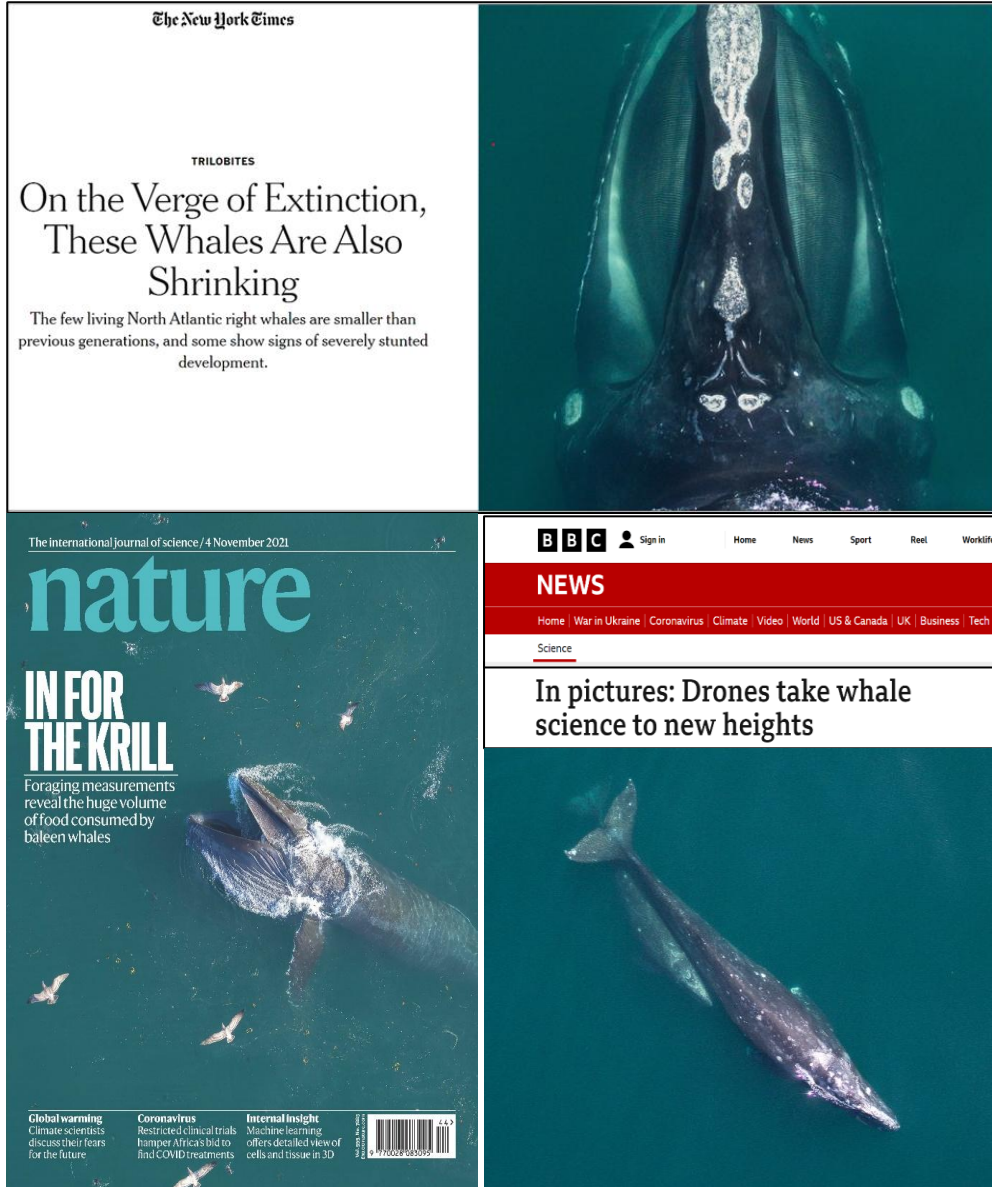 The New York Times
TRILOBITES
On the Verge of Extinction,
These Whales Are Also
Shrinking
The few living North Atlantic right whales are smaller than
previous generations, and some show signs of severely stunted
development.
The international journal of science / 4 November 2021
nature
IN FOR
THE KRILL
Foraging measurements
reveal the huge volume
of food consumed by
baleen whales
Global warming
Climate scientists
discuss their fears
for the future
Coronavirus
Restricted clinical trials
hamper Africa's bid to
find COVID treatments
Internal insight
Machine learning
offers detailed view of
cells and tissue in 3D
44>
9 770028 083095
BBC Sign in Home News Sport Reel Worklife
NEWS
Home War in Ukraine Coronavirus Climate Video World US & Canada UK Business Tech
Science
In pictures: Drones take whale
science to new heights